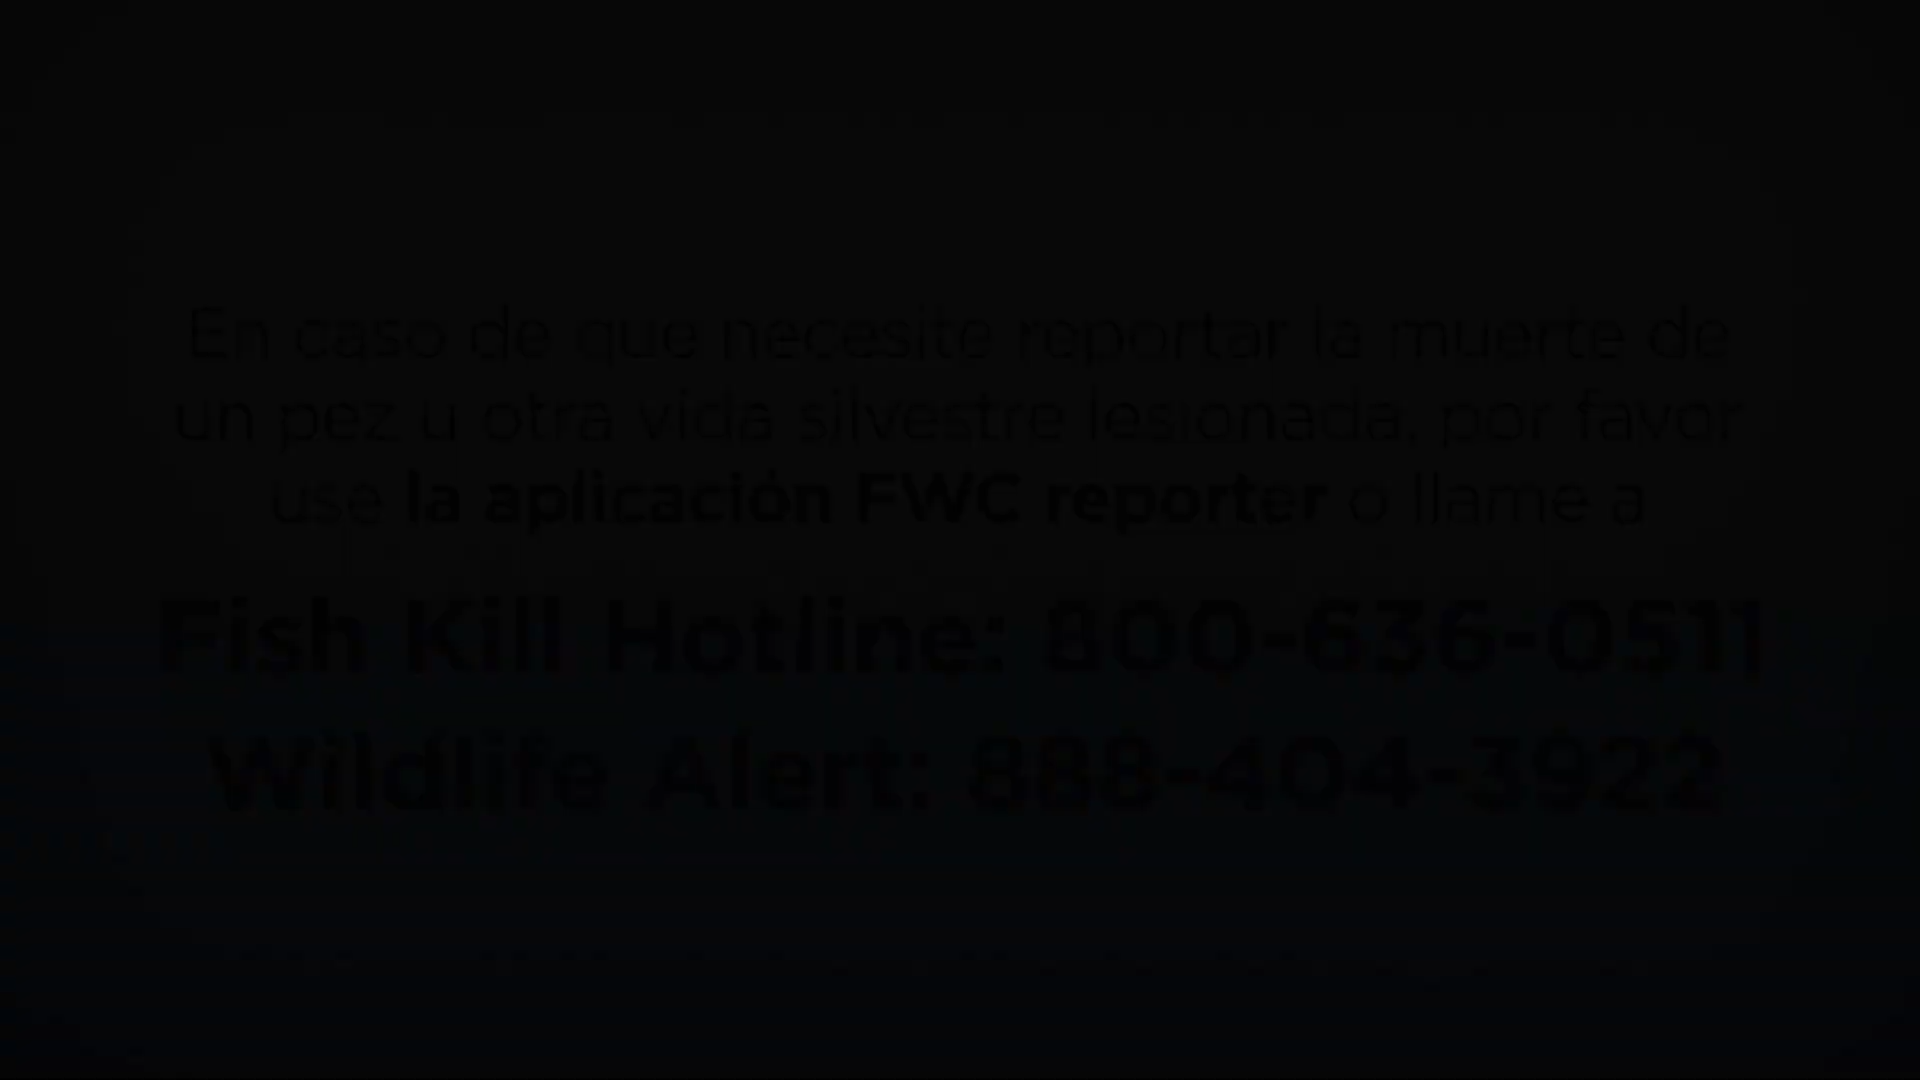 En caso de que necesite reportar la muerte de
un pez u otra vida silvestre lesionada, por favor
use la aplicación FWC reporter o llame a
Fish Kill Hotline: 800-636-0511
Wildlife Alert: 888-404-3922